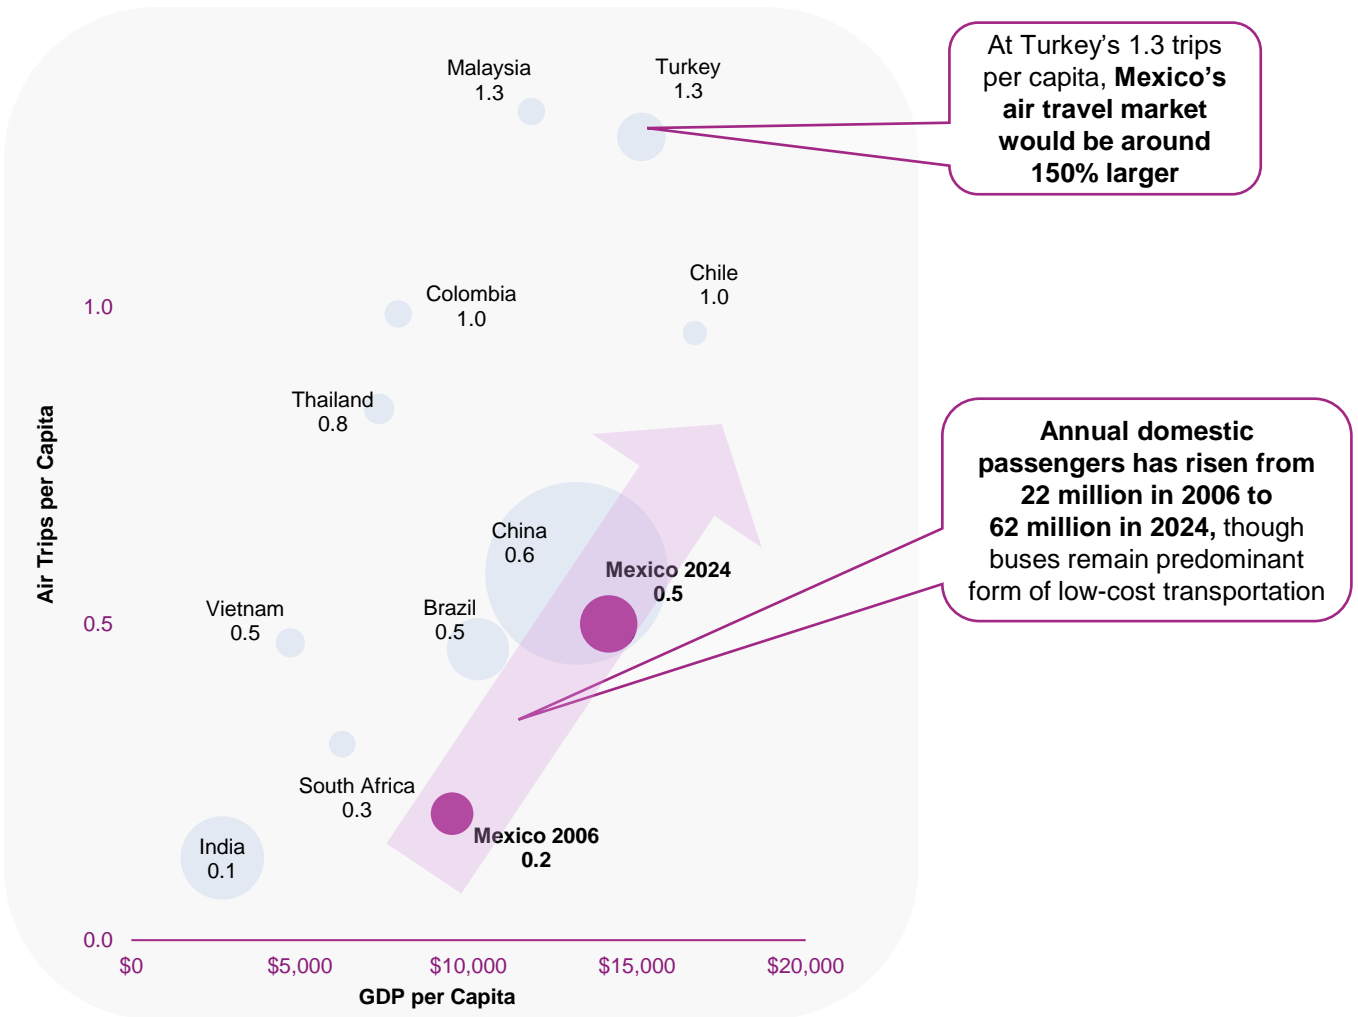 Malaysia
1.3
Turkey
1.3
At Turkey’s 1.3 trips
per capita, Mexico’s
air travel market
would be around
150% larger
Chile
1.0
Colombia
1.0
1.0
Thailand
0.8
Air Trips per Capita
Annual domestic
passengers has risen from
22 million in 2006 to
62 million in 2024, though
buses remain predominant
form of low-cost transportation
China
0.6
Mexico 2024
0.5
Vietnam
0.5
Brazil
0.5
0.5
South Africa
0.3
Mexico 2006
0.2
India
0.1
0.0
$0
$5,000
$10,000
$15,000
$20,000
GDP per Capita